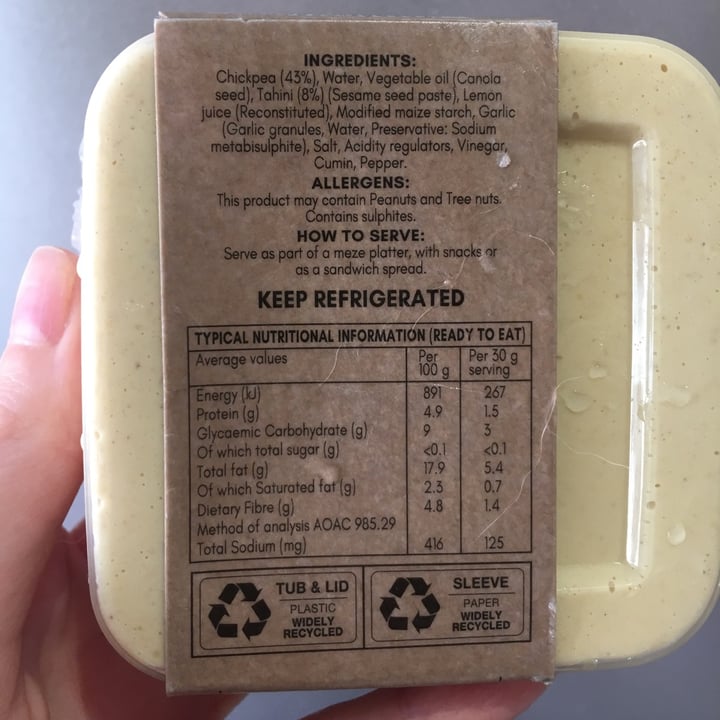 INGREDIENTS:
Chickpea (43%), Water, Vegetable oil (Canola
seed), Tahini (8%) (Sesame seed paste), Lemon
juice (Reconstituted), Modified maize starch, Garlic
(Garlic granules, Water, Preservative: Sodium
metabisulphite), Salt, Acidity regulators, Vinegar,
Cumin, Pepper.
ALLERGENS:
This product may contain Peanuts and Tree nuts.
Contains sulphites.
HOW TO SERVE:
Serve as part of a meze platter, with snacks or
as a sandwich spread.
KEEP REFRIGERATED
TYPICAL NUTRITIONAL INFORMATION (READY TO EAT)
Average values Per 100 g Per 30 g serving
Energy (kJ) 891 267
Protein (g) 4.9 1.5
Glycaemic Carbohydrate (g) 9 3
Of which total sugar (g) <0.1 <0.1
Total fat (g) 17.9 5.4
Of which Saturated fat (g) 2.3 0.7
Dietary Fibre (g) 4.8 1.4
Method of analysis AOAC 985.29
Total Sodium (mg) 416 125
TUB & LID
PLASTIC
WIDELY
RECYCLED
SLEEVE
PAPER
WIDELY
RECYCLED